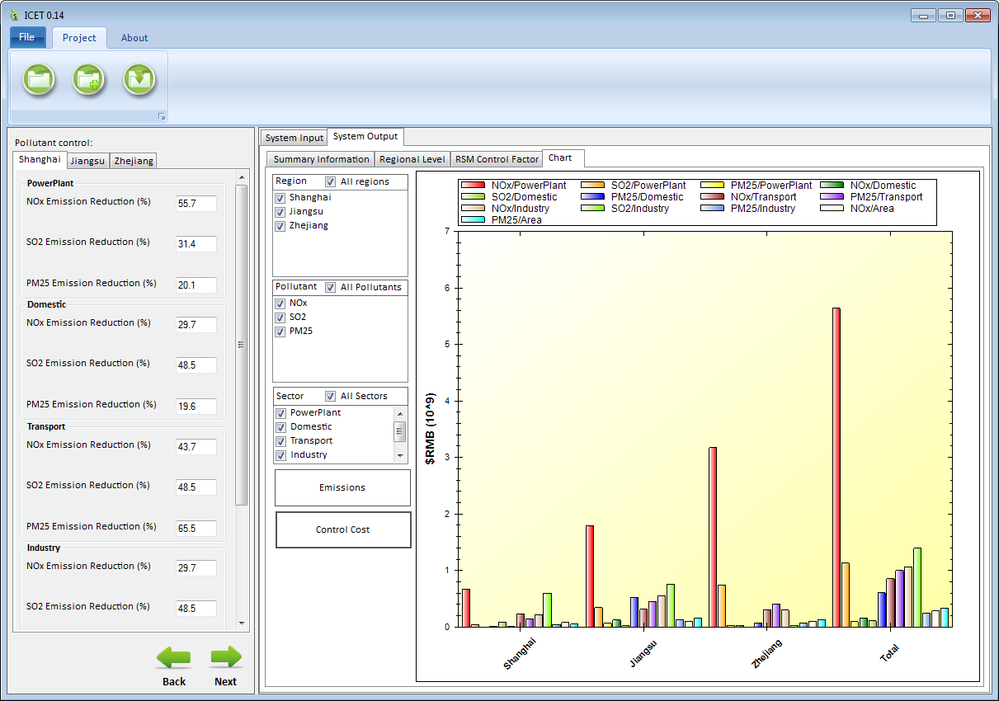 ICET 0.14
File Project About
Pollutant control:
Shanghai Jiangsu Zhejiang
PowerPlant
NOx Emission Reduction (%) 55.7
SO2 Emission Reduction (%) 31.4
PM25 Emission Reduction (%) 20.1
Domestic
NOx Emission Reduction (%) 29.7
SO2 Emission Reduction (%) 48.5
PM25 Emission Reduction (%) 19.6
Transport
NOx Emission Reduction (%) 43.7
SO2 Emission Reduction (%) 48.5
PM25 Emission Reduction (%) 65.5
Industry
NOx Emission Reduction (%) 29.7
SO2 Emission Reduction (%) 48.5
Back Next
System Input System Output
Summary Information Regional Level RSM Control Factor Chart
Region All regions
Shanghai
Jiangsu
Zhejiang
Pollutant All Pollutants
NOx
SO2
PM25
Sector All Sectors
PowerPlant
Domestic
Transport
Industry
Emissions
Control Cost
NOx/PowerPlant SO2/PowerPlant PM25/PowerPlant NOx/Domestic
SO2/Domestic PM25/Domestic NOx/Transport PM25/Transport
NOx/Industry SO2/Industry PM25/Industry NOx/Area
PM25/Area
7
6
5
4
3
2
1
0
$RMB (10^9)
Shanghai Jiangsu Zhejiang Total